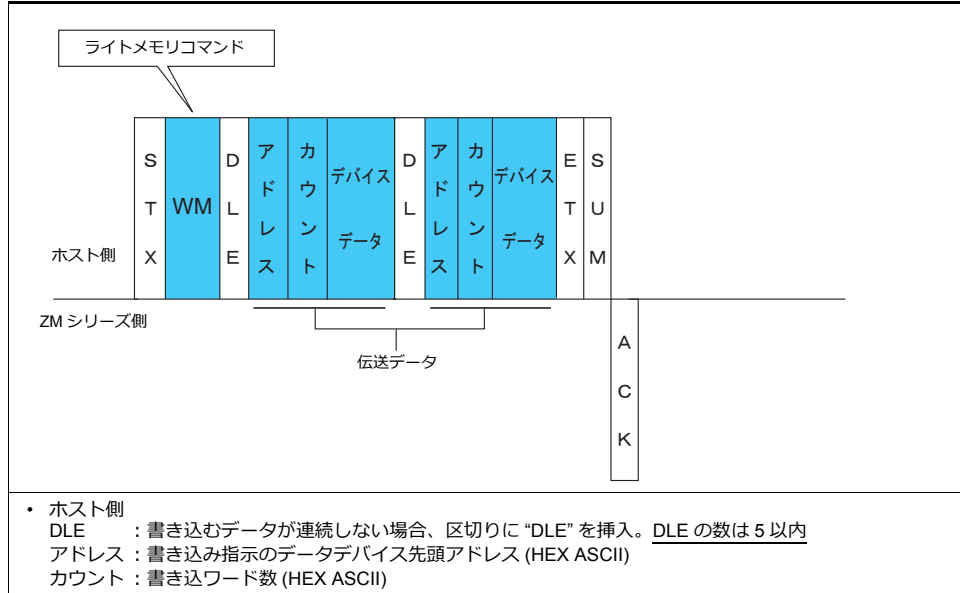 ライトメモリコマンド
ホスト側
STX
WM
DLE
アドレス
カウント
デバイス
データ
DLE
アドレス
カウント
デバイス
データ
ETX
SUM
ZM シリーズ側
伝送データ
ACK
• ホスト側
DLE ：書き込むデータが連続しない場合、区切りに “DLE” を挿入。DLE の数は 5 以内
アドレス：書き込み指示のデータデバイス先頭アドレス (HEX ASCII)
カウント：書き込ワード数 (HEX ASCII)